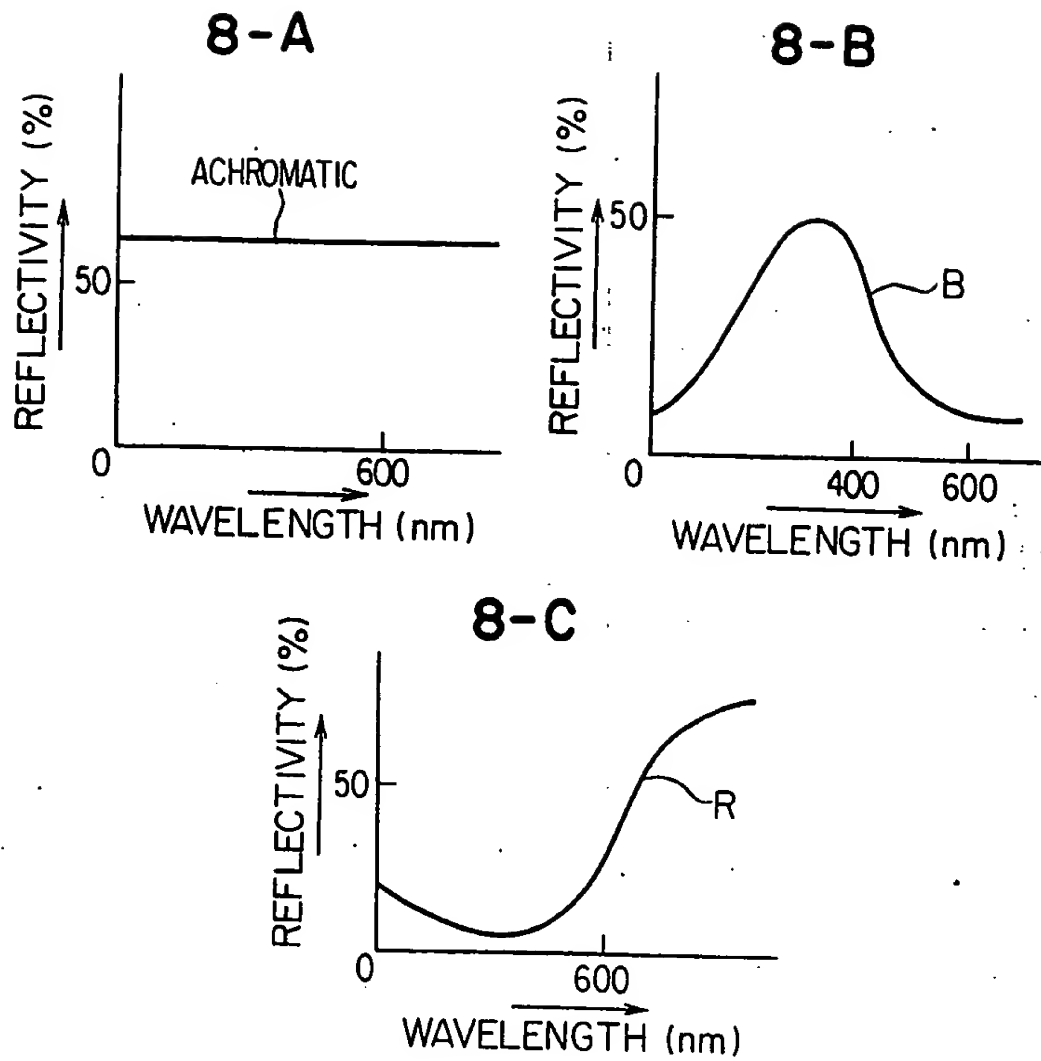 8-A
REFLECTIVITY (%)
ACHROMATIC
50
0
600
WAVELENGTH (nm)
8-B
REFLECTIVITY (%)
50
B
0
400
600
WAVELENGTH (nm)
8-C
REFLECTIVITY (%)
50
R
0
600
WAVELENGTH (nm)